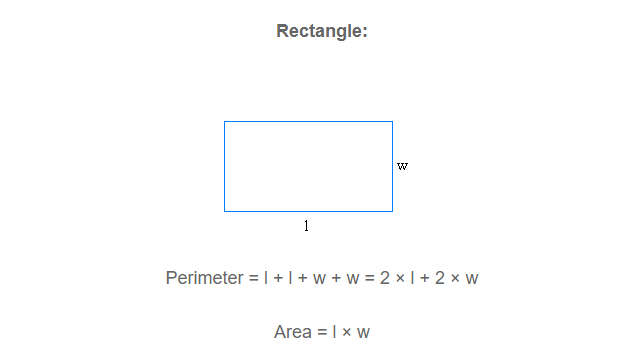 Rectangle:
w
l
Perimeter = l + l + w + w = 2 × l + 2 × w
Area = l × w